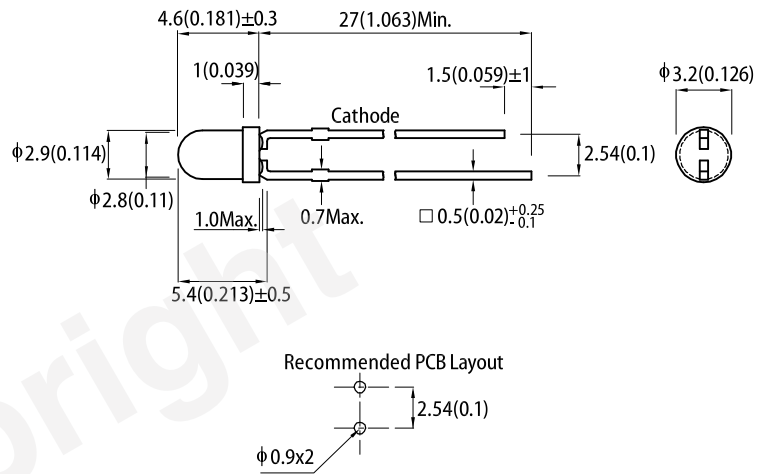 4.6(0.181)±0.3
27(1.063)Min.
1(0.039)
1.5(0.059)±1
ϕ3.2(0.126)
Cathode
ϕ2.9(0.114)
2.54(0.1)
ϕ2.8(0.11)
1.0Max.
0.7Max.
□ 0.5(0.02)+0.25 -0.1
5.4(0.213)±0.5
Recommended PCB Layout
2.54(0.1)
ϕ0.9x2
bright